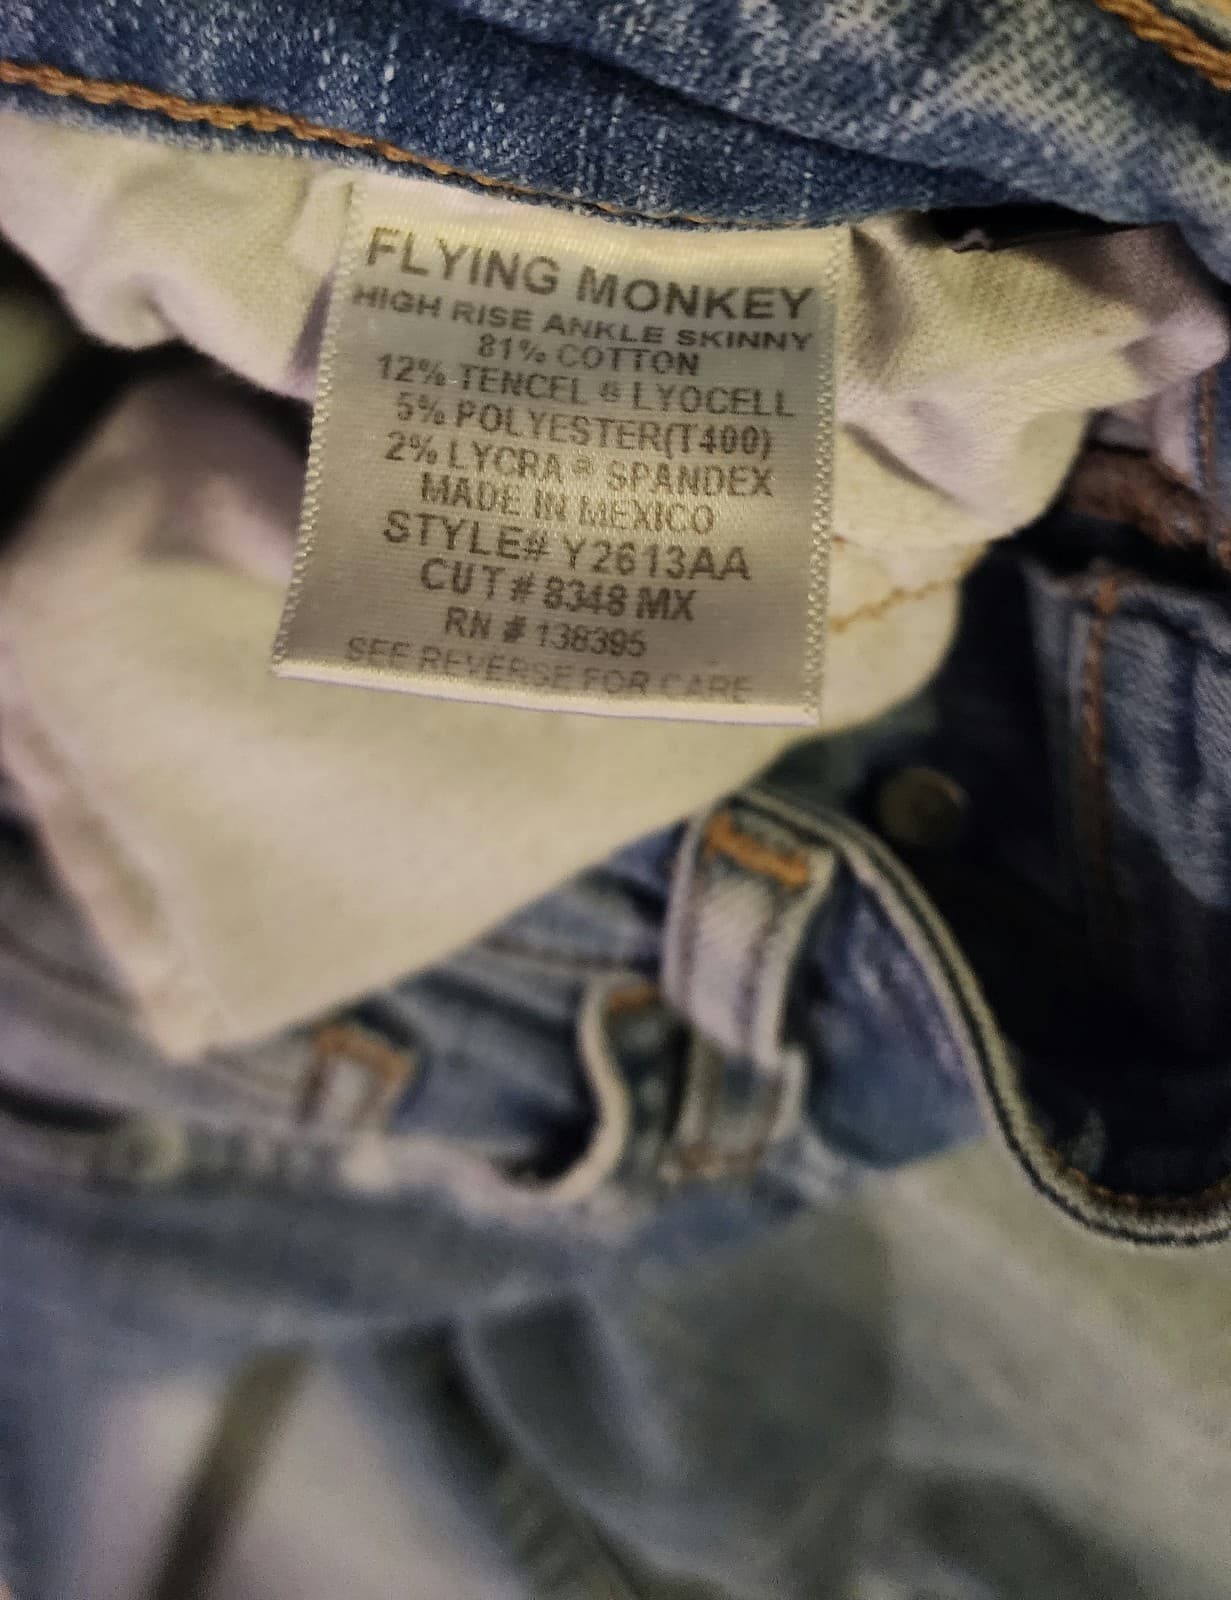 FLYING MONKEY
HIGH RISE ANKLE SKINNY
81% COTTON
12% TENCEL ® LYOCELL
5% POLYESTER(T400)
2% LYCRA ® SPANDEX
MADE IN MEXICO
STYLE# Y2613AA
CUT # 8348 MX
RN # 138395
SEE REVERSE FOR CARE